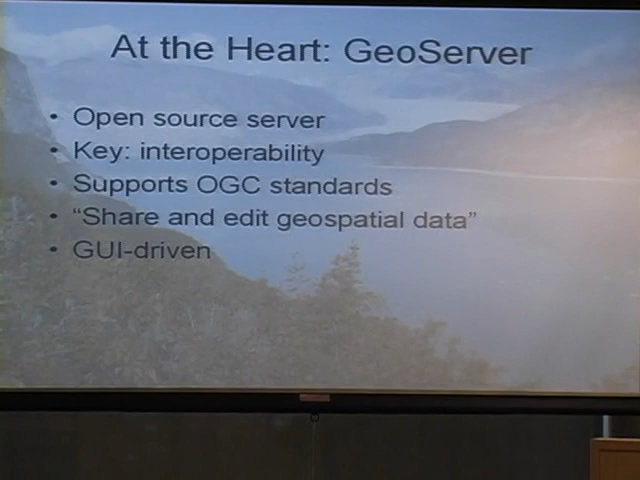 At the Heart: GeoServer
• Open source server
• Key: interoperability
• Supports OGC standards
• “Share and edit geospatial data”
• GUI-driven